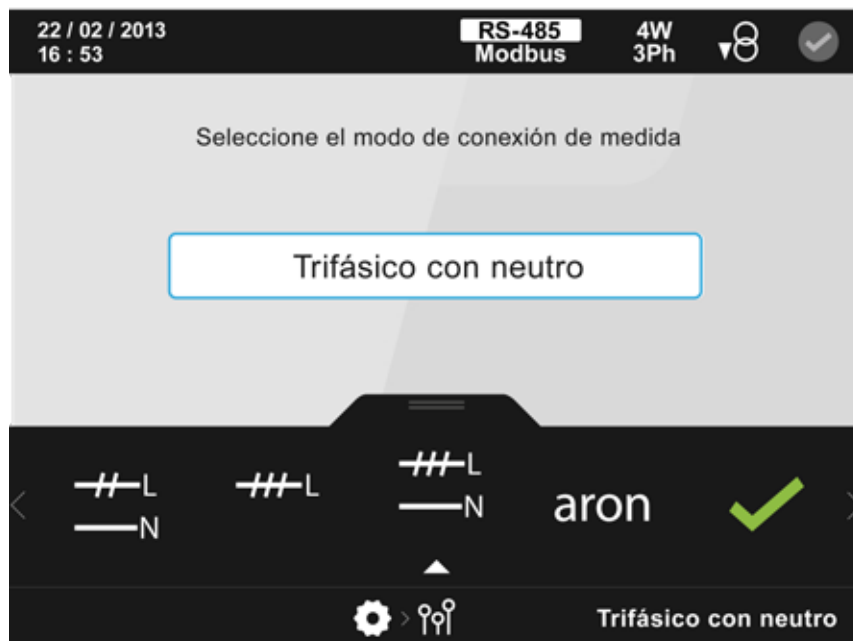 22 / 02 / 2013
16 : 53
RS-485
Modbus
4W
3Ph
Seleccione el modo de conexión de medida
Trifásico con neutro
L
N
L
L
N
aron
Trifásico con neutro